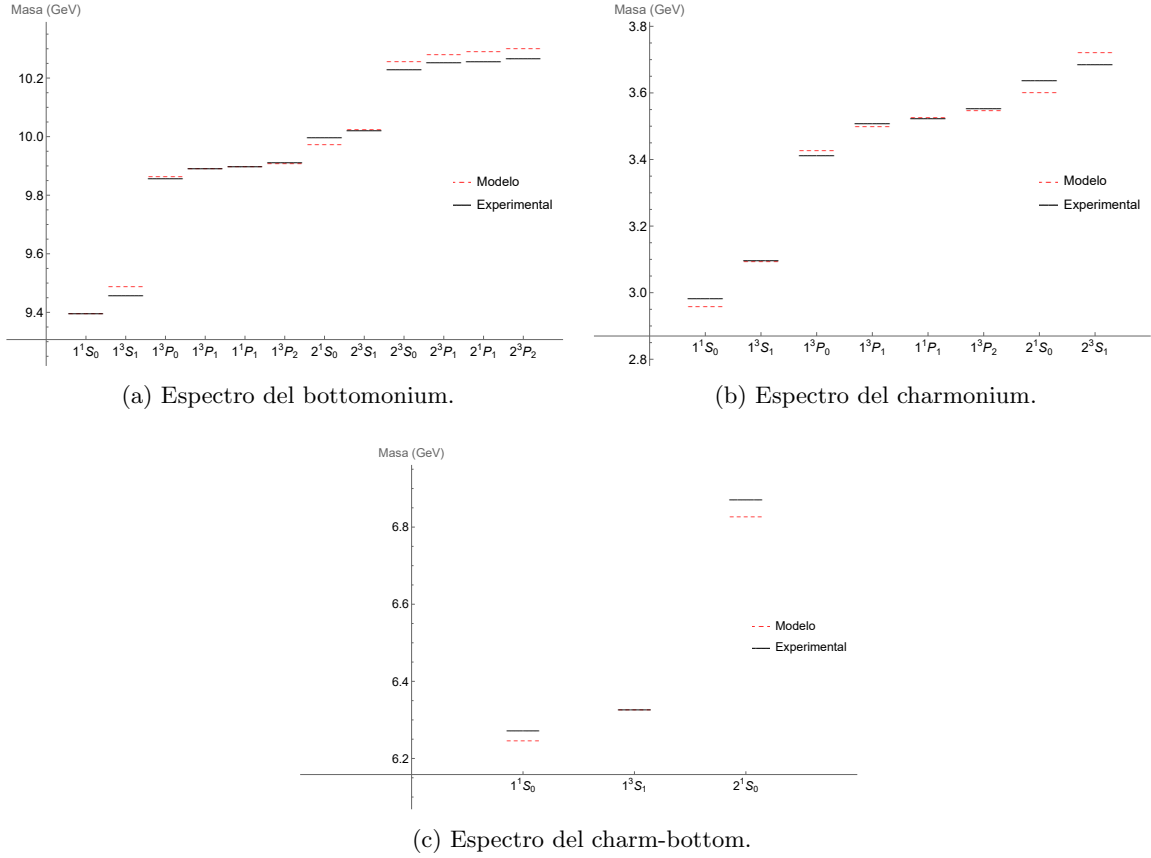 Masa (GeV)
10.2
10.0
9.8
9.6
9.4
Modelo
Experimental
1¹S₀ 1³S₁ 1³P₀ 1³P₁ 1¹P₁ 1³P₂ 2¹S₀ 2³S₁ 2³S₀ 2³P₁ 2¹P₁ 2³P₂
(a) Espectro del bottomonium.
Masa (GeV)
3.8
3.6
3.4
3.2
3.0
2.8
Modelo
Experimental
1¹S₀ 1³S₁ 1³P₀ 1³P₁ 1¹P₁ 1³P₂ 2¹S₀ 2³S₁
(b) Espectro del charmonium.
Masa (GeV)
6.8
6.6
6.4
6.2
Modelo
Experimental
1¹S₀ 1³S₁ 2¹S₀
(c) Espectro del charm-bottom.